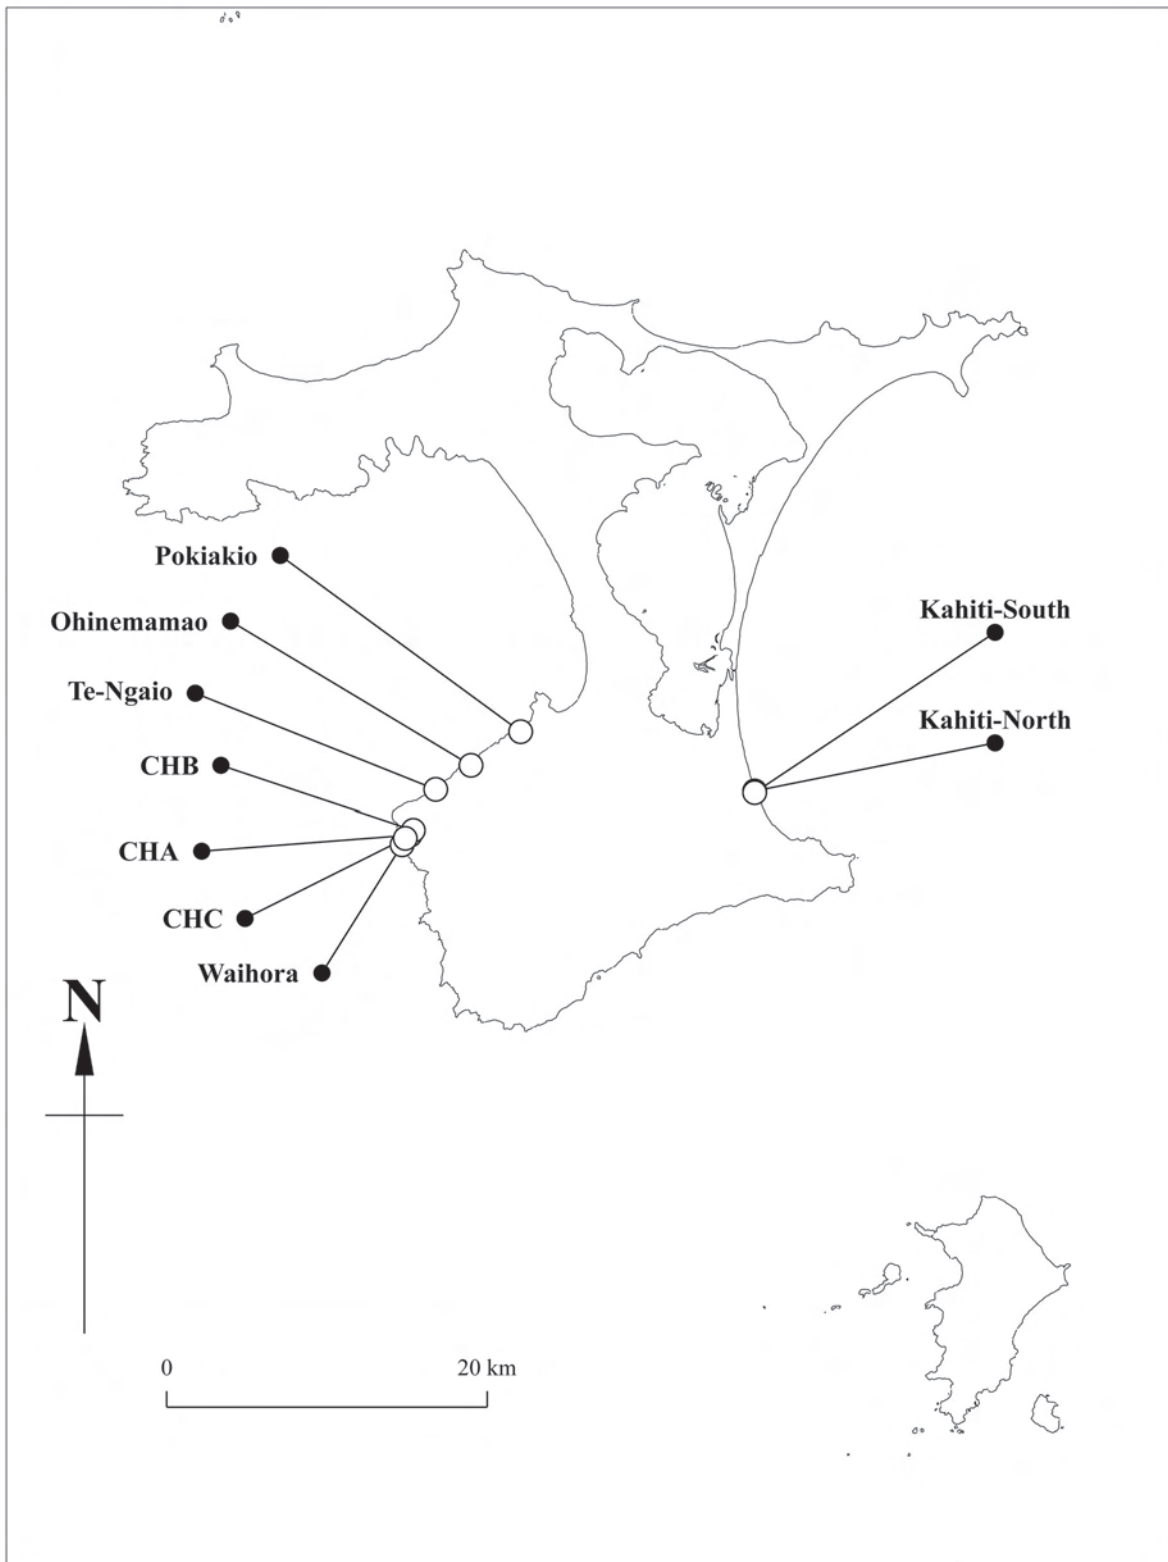 Pokiakio
Ohinemamao
Kahiti-South
Te-Ngaio
Kahiti-North
CHB
CHA
CHC
Waihora
N
0
20 km